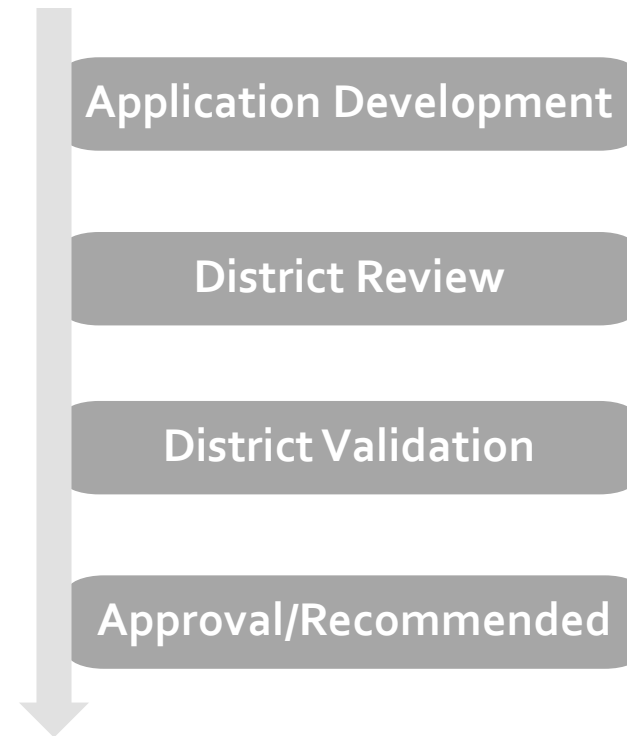 Application Development
District Review
District Validation
Approval/Recommended